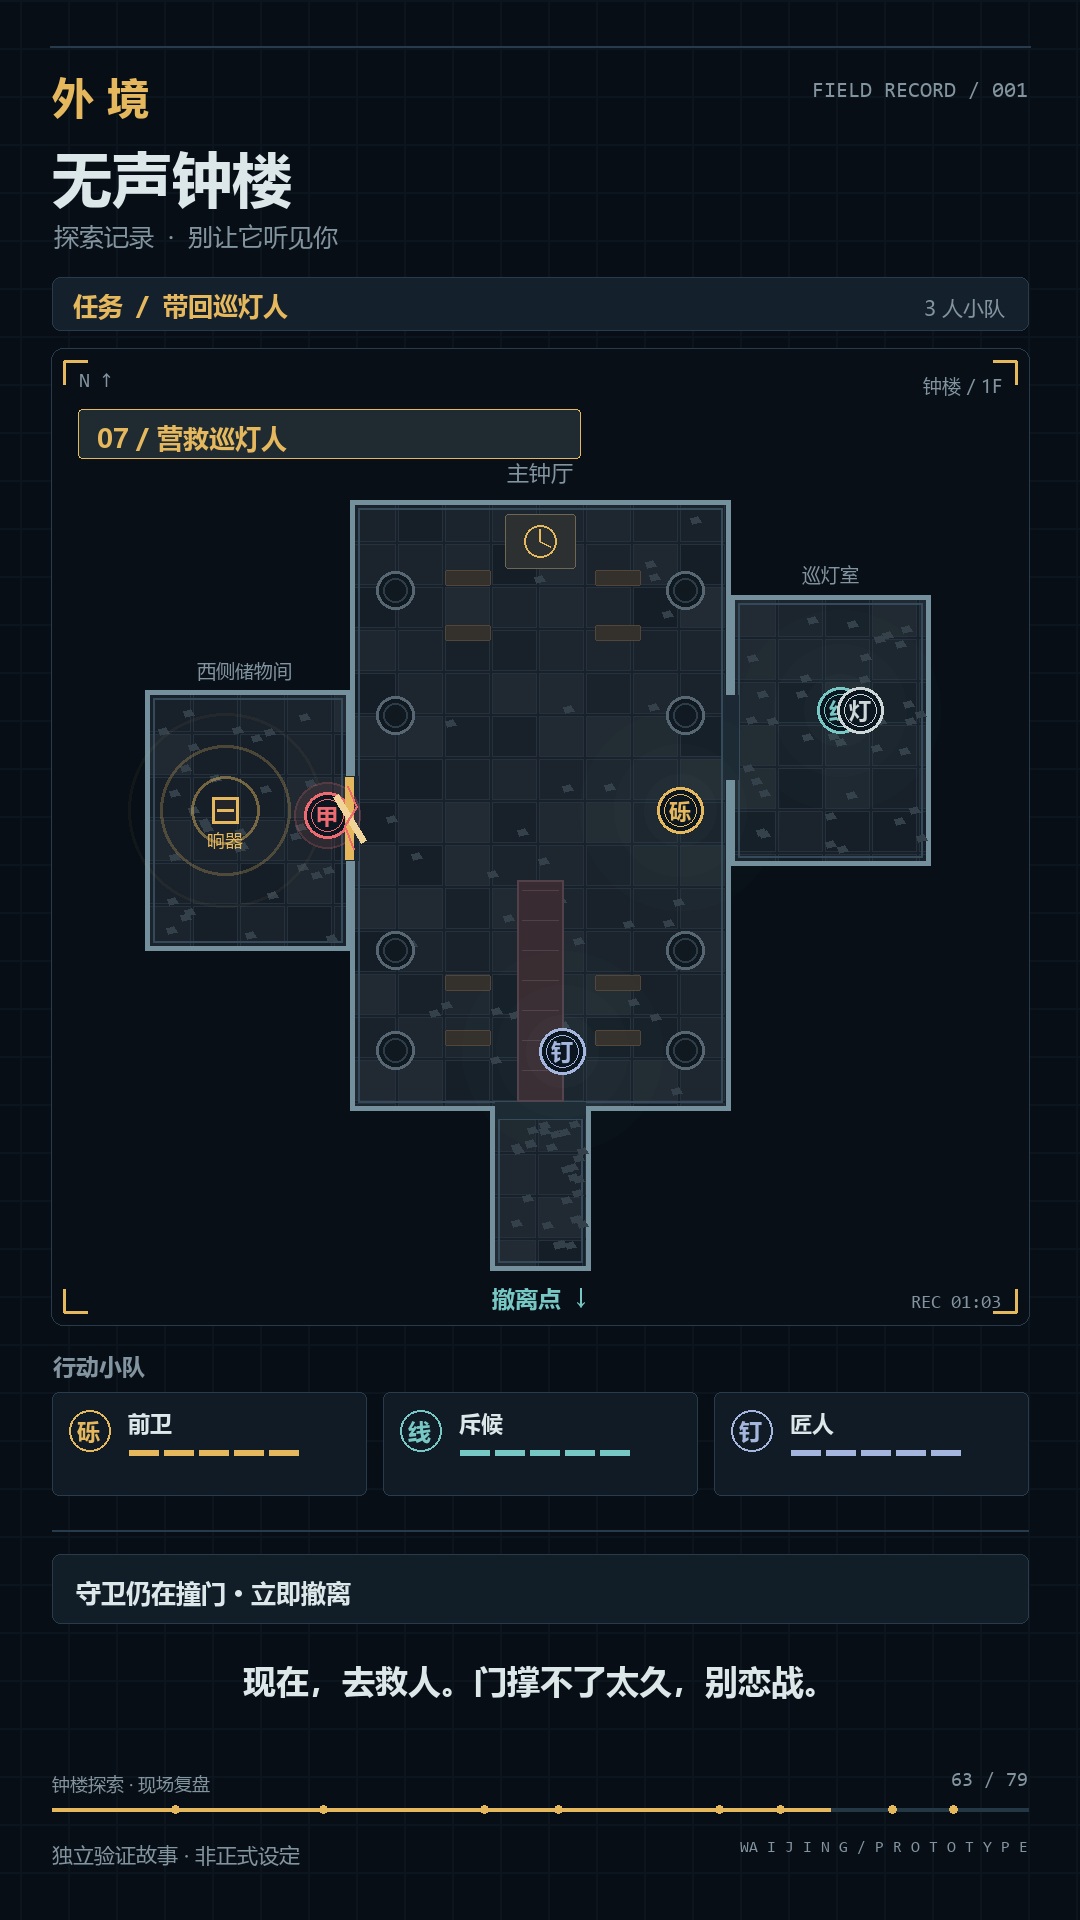 外境
FIELD RECORD / 001
无声钟楼
探索记录 · 别让它听见你
任务 / 带回巡灯人
3 人小队
N ↑
钟楼 / 1F
07 / 营救巡灯人
主钟厅
巡灯室
西侧储物间
灯
砾
甲
响器
钉
撤离点 ↓
REC 01:03
行动小队
砾 前卫
线 斥候
钉 匠人
守卫仍在撞门 · 立即撤离
现在，去救人。门撑不了太久，别恋战。
钟楼探索 · 现场复盘
63 / 79
独立验证故事 · 非正式设定
WAIJING/PROTOTYPE